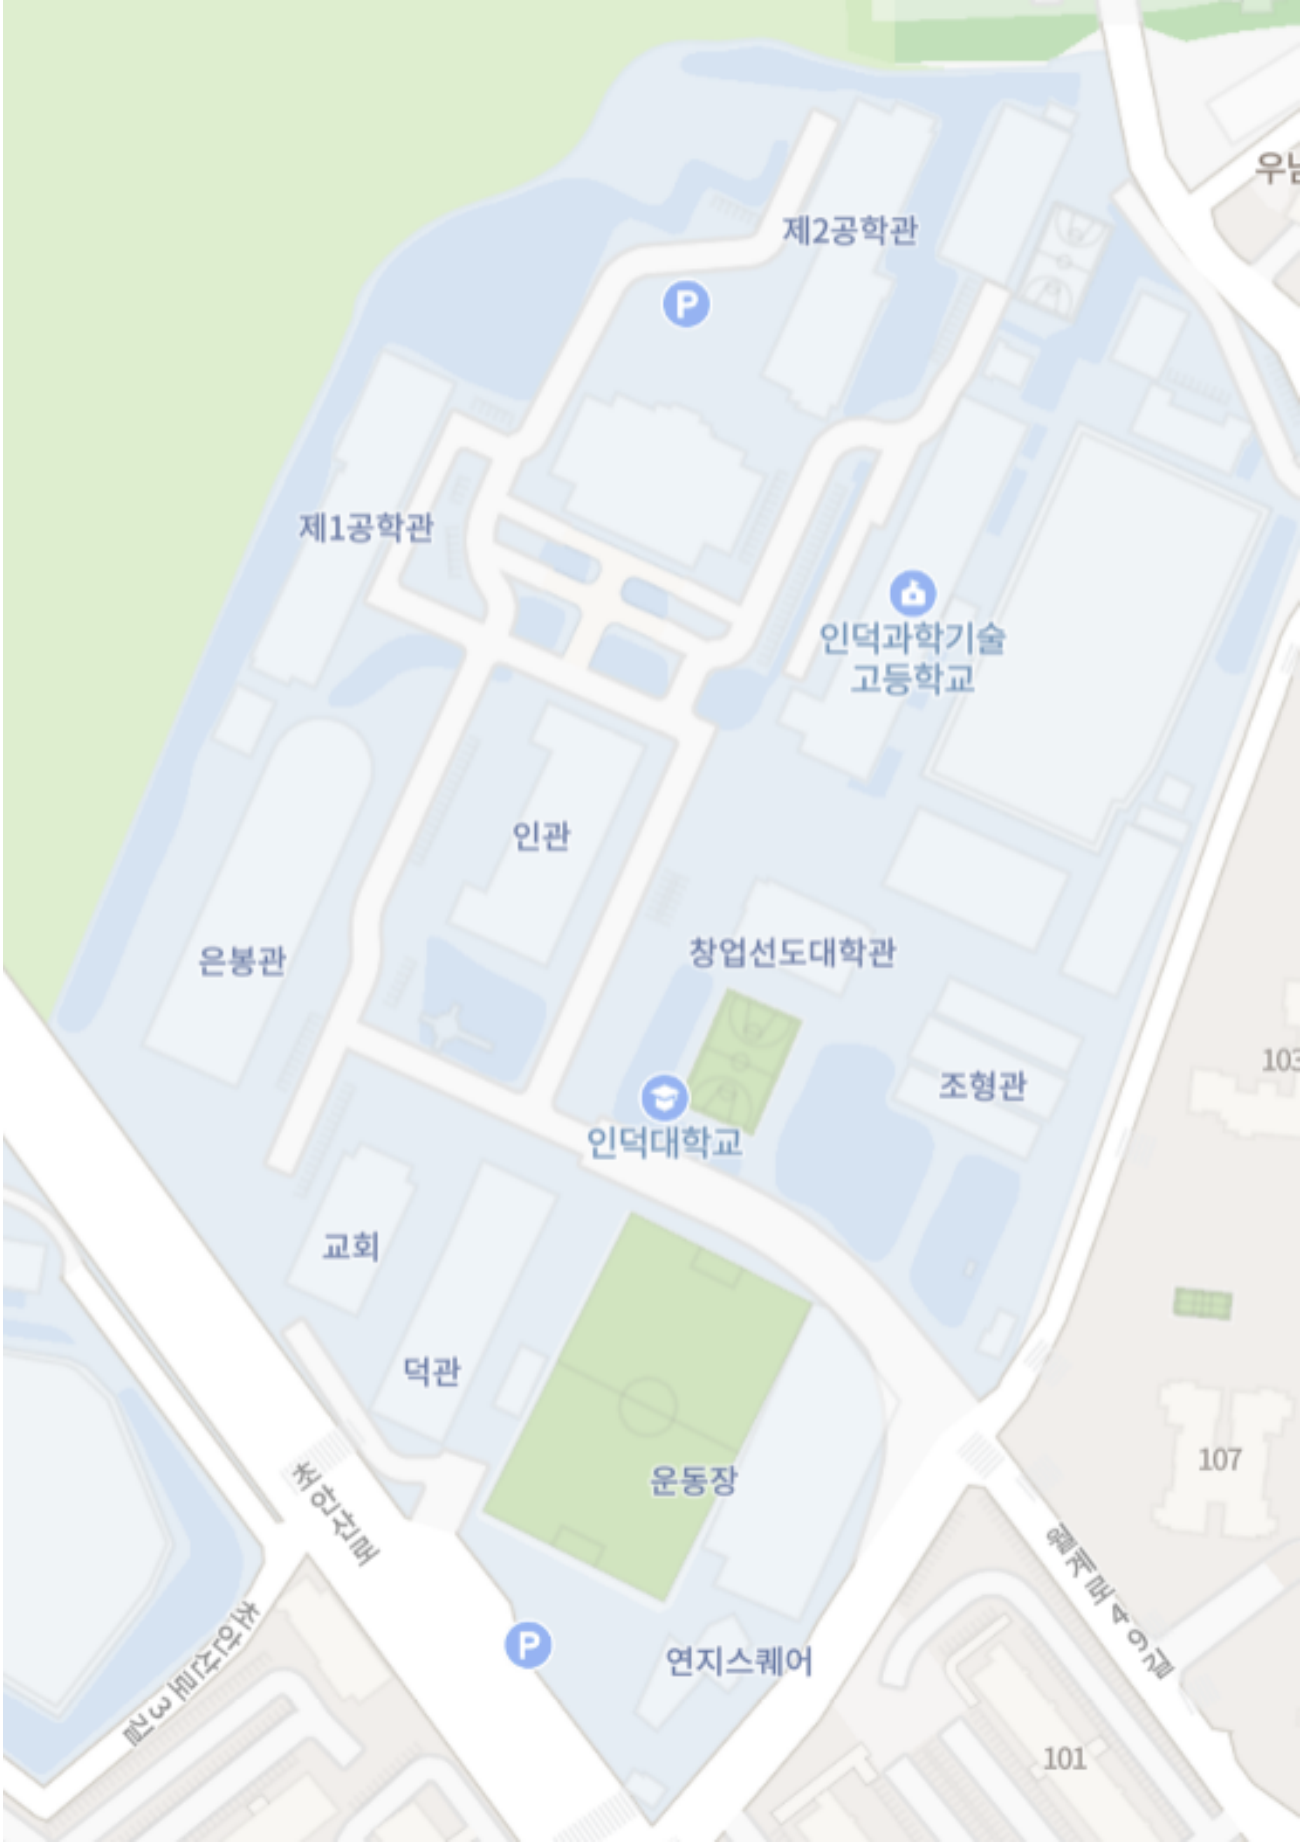 제2공학관
P
제1공학관
인덕과학기술
고등학교
인관
은봉관
창업선도대학관
103
조형관
인덕대학교
교회
덕관
107
운동장
초안산로
월계로49길
P
연지스퀘어
초안산로3길
101